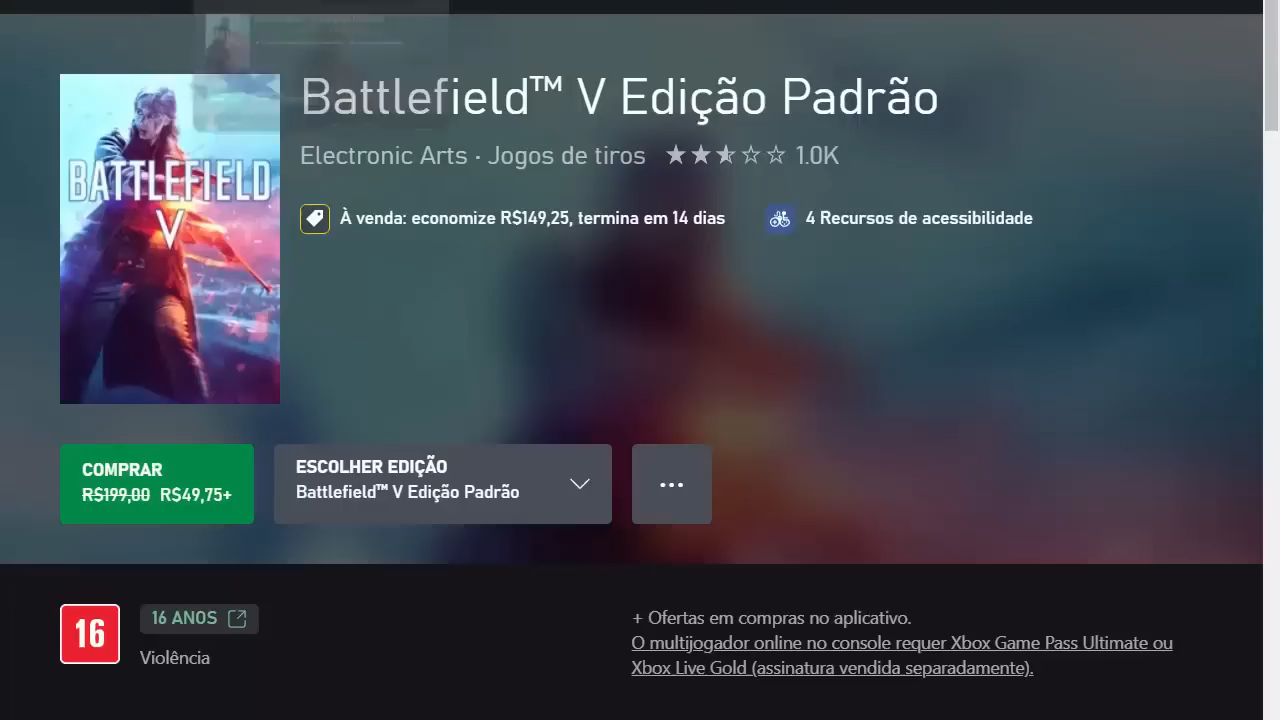 Battlefield™ V Edição Padrão
Electronic Arts · Jogos de tiros 1.0K
À venda: economize R$149,25, termina em 14 dias
4 Recursos de acessibilidade
BATTLEFIELD
V
COMPRAR
R$199,00 R$49,75+
ESCOLHER EDIÇÃO
Battlefield™ V Edição Padrão
16
16 ANOS
Violência
+ Ofertas em compras no aplicativo.
O multijogador online no console requer Xbox Game Pass Ultimate ou
Xbox Live Gold (assinatura vendida separadamente).